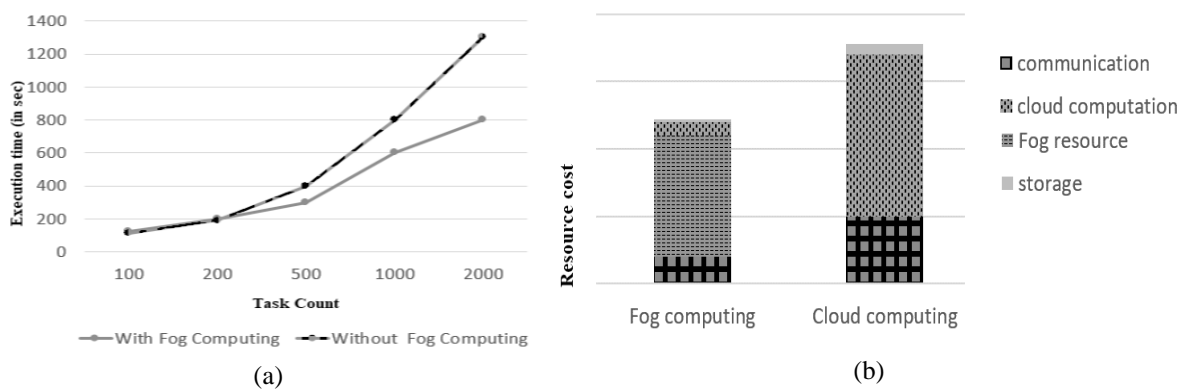 1400
1200
1000
800
600
400
200
0
Execution time (in sec)
100 200 500 1000 2000
Task Count
With Fog Computing Without Fog Computing
(a)
Resource cost
Fog computing Cloud computing
communication
cloud computation
Fog resource
storage
(b)